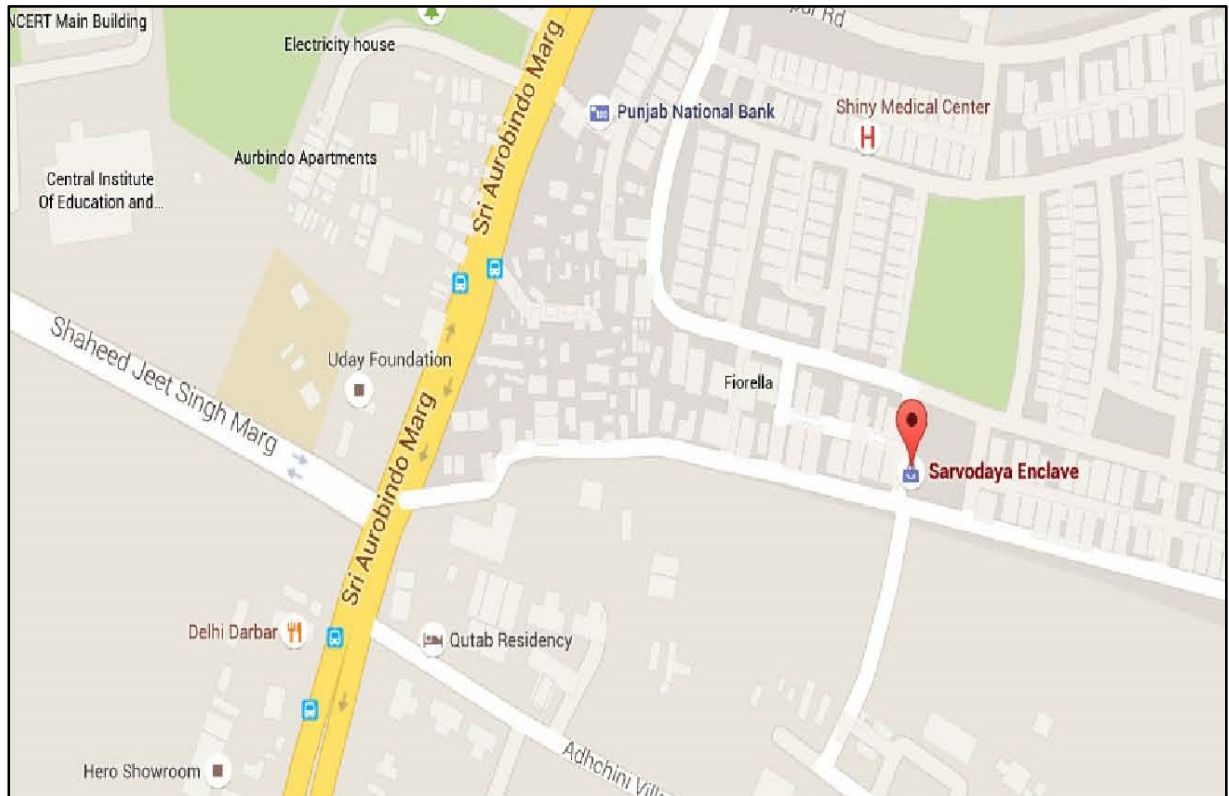 NCERT Main Building
Electricity house
Sri Aurobindo Marg
Punjab National Bank
Shiny Medical Center
Aurbindo Apartments
Central Institute
Of Education and...
Shaheed Jeet Singh Marg
Uday Foundation
Fiorella
Sri Aurobindo Marg
Sarvodaya Enclave
Delhi Darbar
Qutab Residency
Hero Showroom
Adhchini
H
Rd